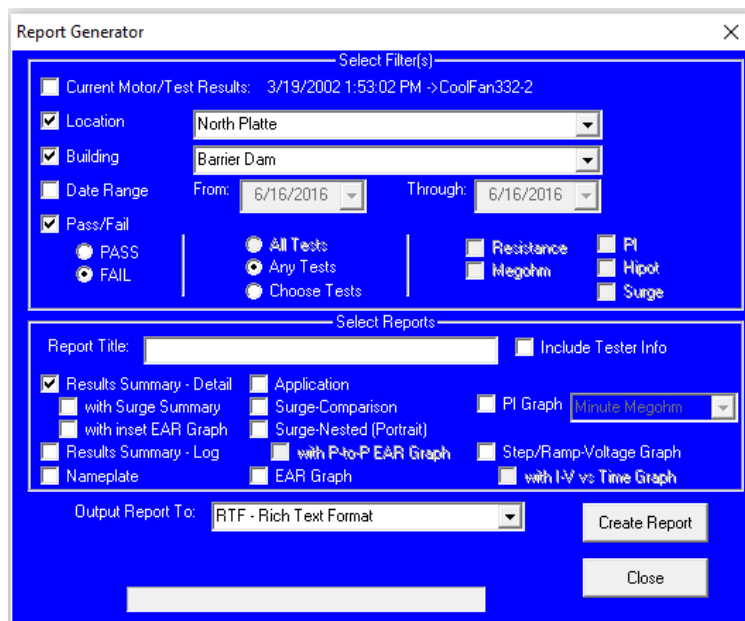 Report Generator
Select Filter(s)
Current Motor/Test Results: 3/19/2002 1:53:02 PM ->CoolFan332-2
Location North Platte
Building Barrier Dam
Date Range From: 6/16/2016 Through: 6/16/2016
Pass/Fail
PASS All Tests Resistance PI
FAIL Any Tests Megohm Hipot
Choose Tests Surge
Select Reports
Report Title: Include Tester Info
Results Summary - Detail Application
with Surge Summary Surge-Comparison PI Graph Minute Megohm
with inset EAR Graph Surge-Nested (Portrait)
Results Summary - Log with P-to-P EAR Graph Step/Ramp-Voltage Graph
Nameplate EAR Graph with I-V vs Time Graph
Output Report To: RTF - Rich Text Format Create Report
Close